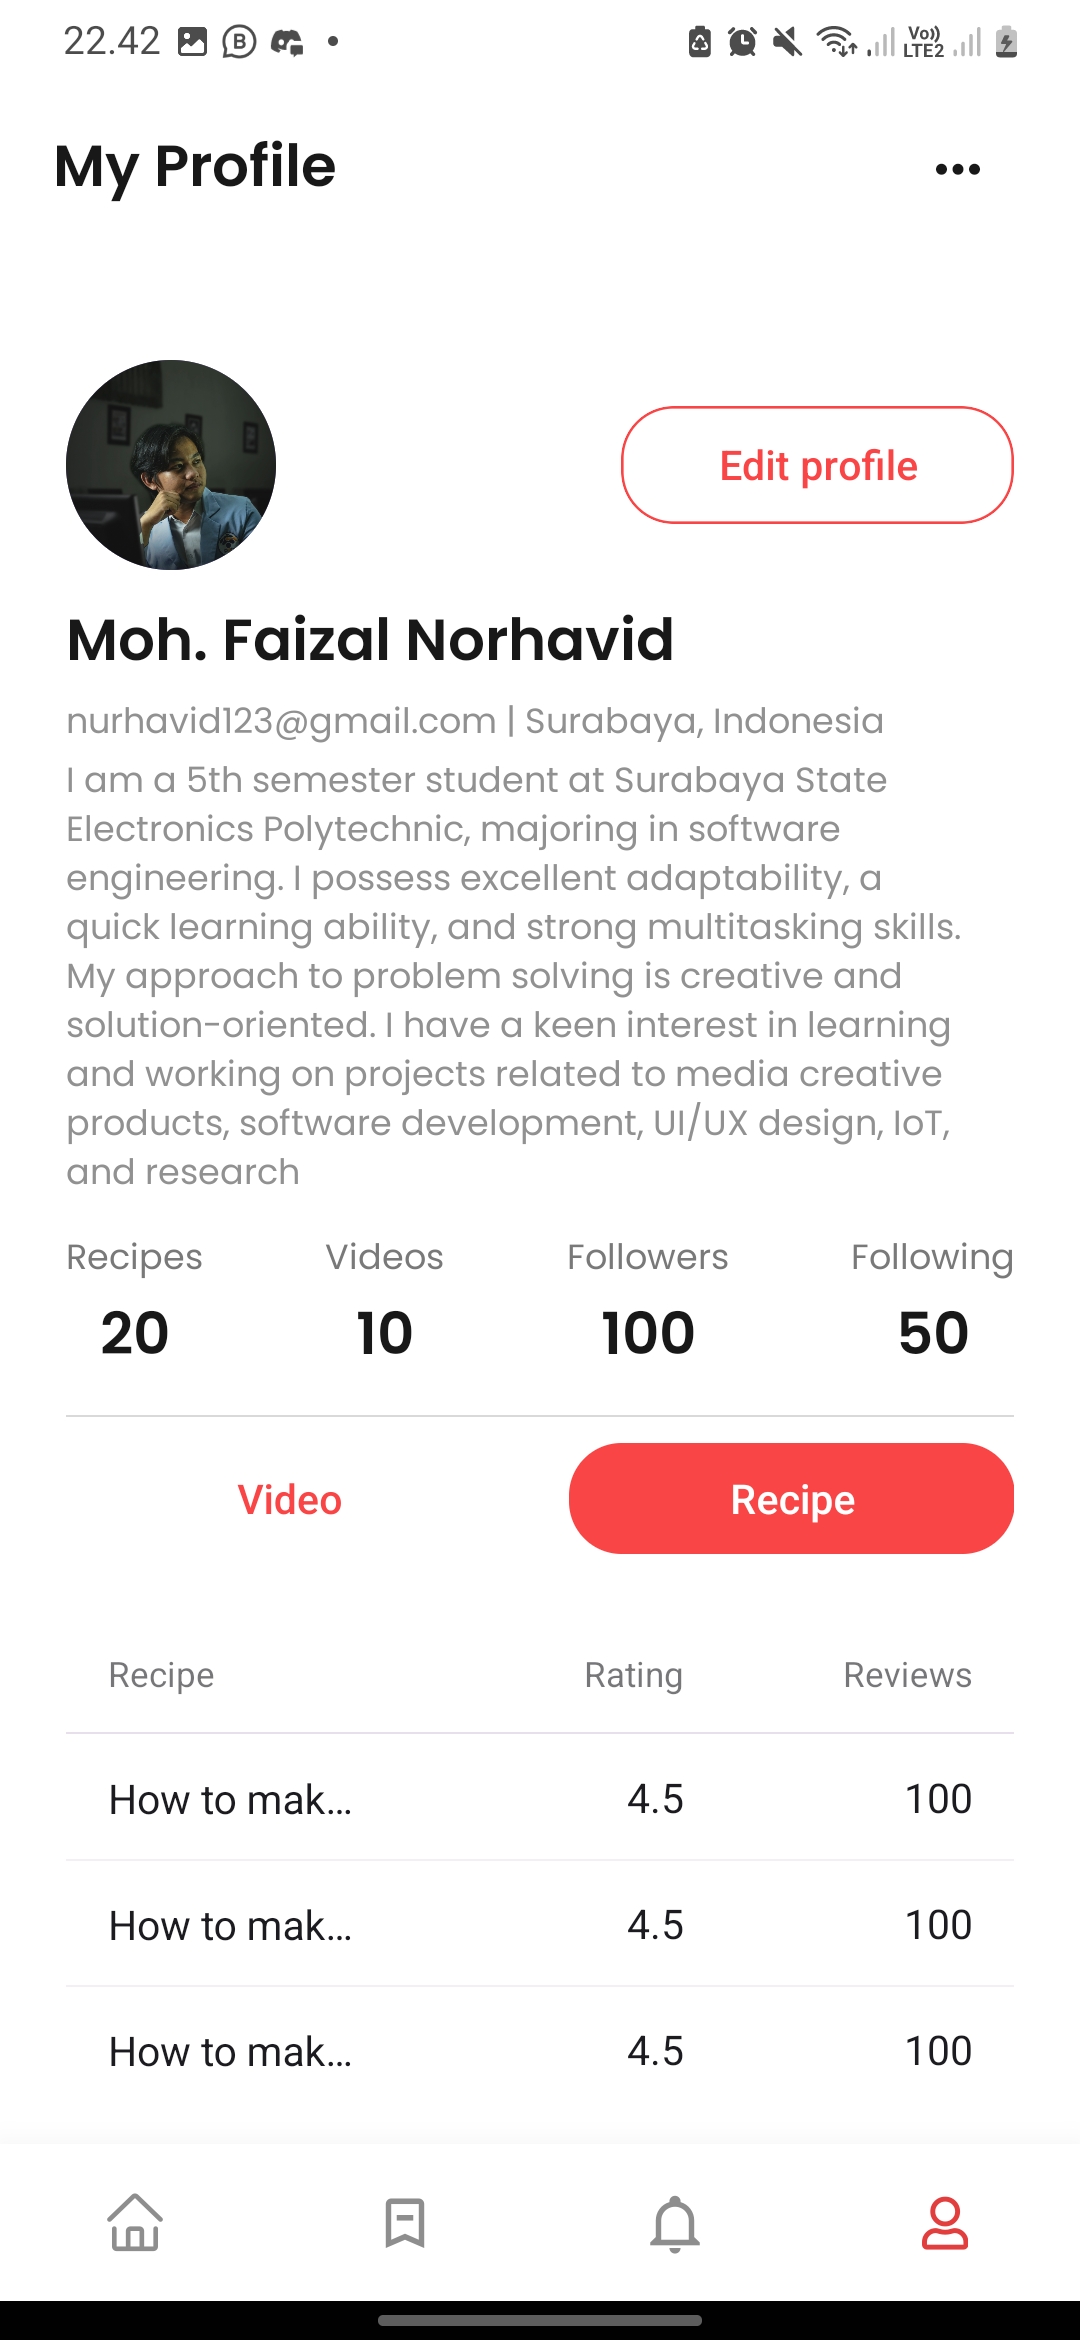 22.42
Vo))
LTE2
My Profile
Edit profile
Moh. Faizal Norhavid
nurhavid123@gmail.com | Surabaya, Indonesia
I am a 5th semester student at Surabaya State
Electronics Polytechnic, majoring in software
engineering. I possess excellent adaptability, a
quick learning ability, and strong multitasking skills.
My approach to problem solving is creative and
solution-oriented. I have a keen interest in learning
and working on projects related to media creative
products, software development, UI/UX design, IoT,
and research
Recipes Videos Followers Following
20 10 100 50
Video Recipe
Recipe Rating Reviews
How to mak... 4.5 100
How to mak... 4.5 100
How to mak... 4.5 100